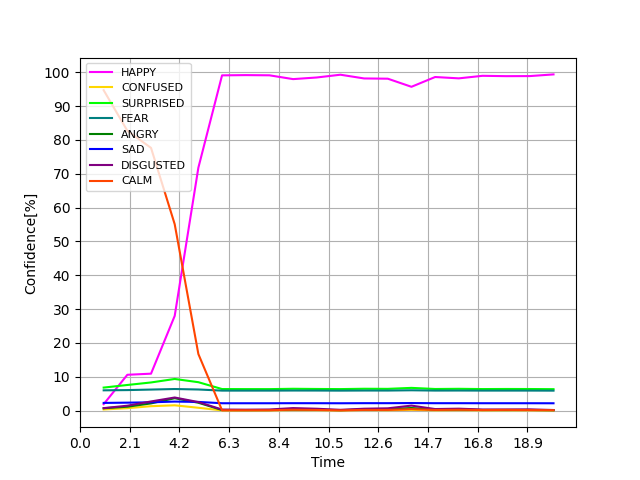 100
90
80
70
60
50
40
30
20
10
0
Confidence[%]
HAPPY
CONFUSED
SURPRISED
FEAR
ANGRY
SAD
DISGUSTED
CALM
0.0 2.1 4.2 6.3 8.4 10.5 12.6 14.7 16.8 18.9
Time